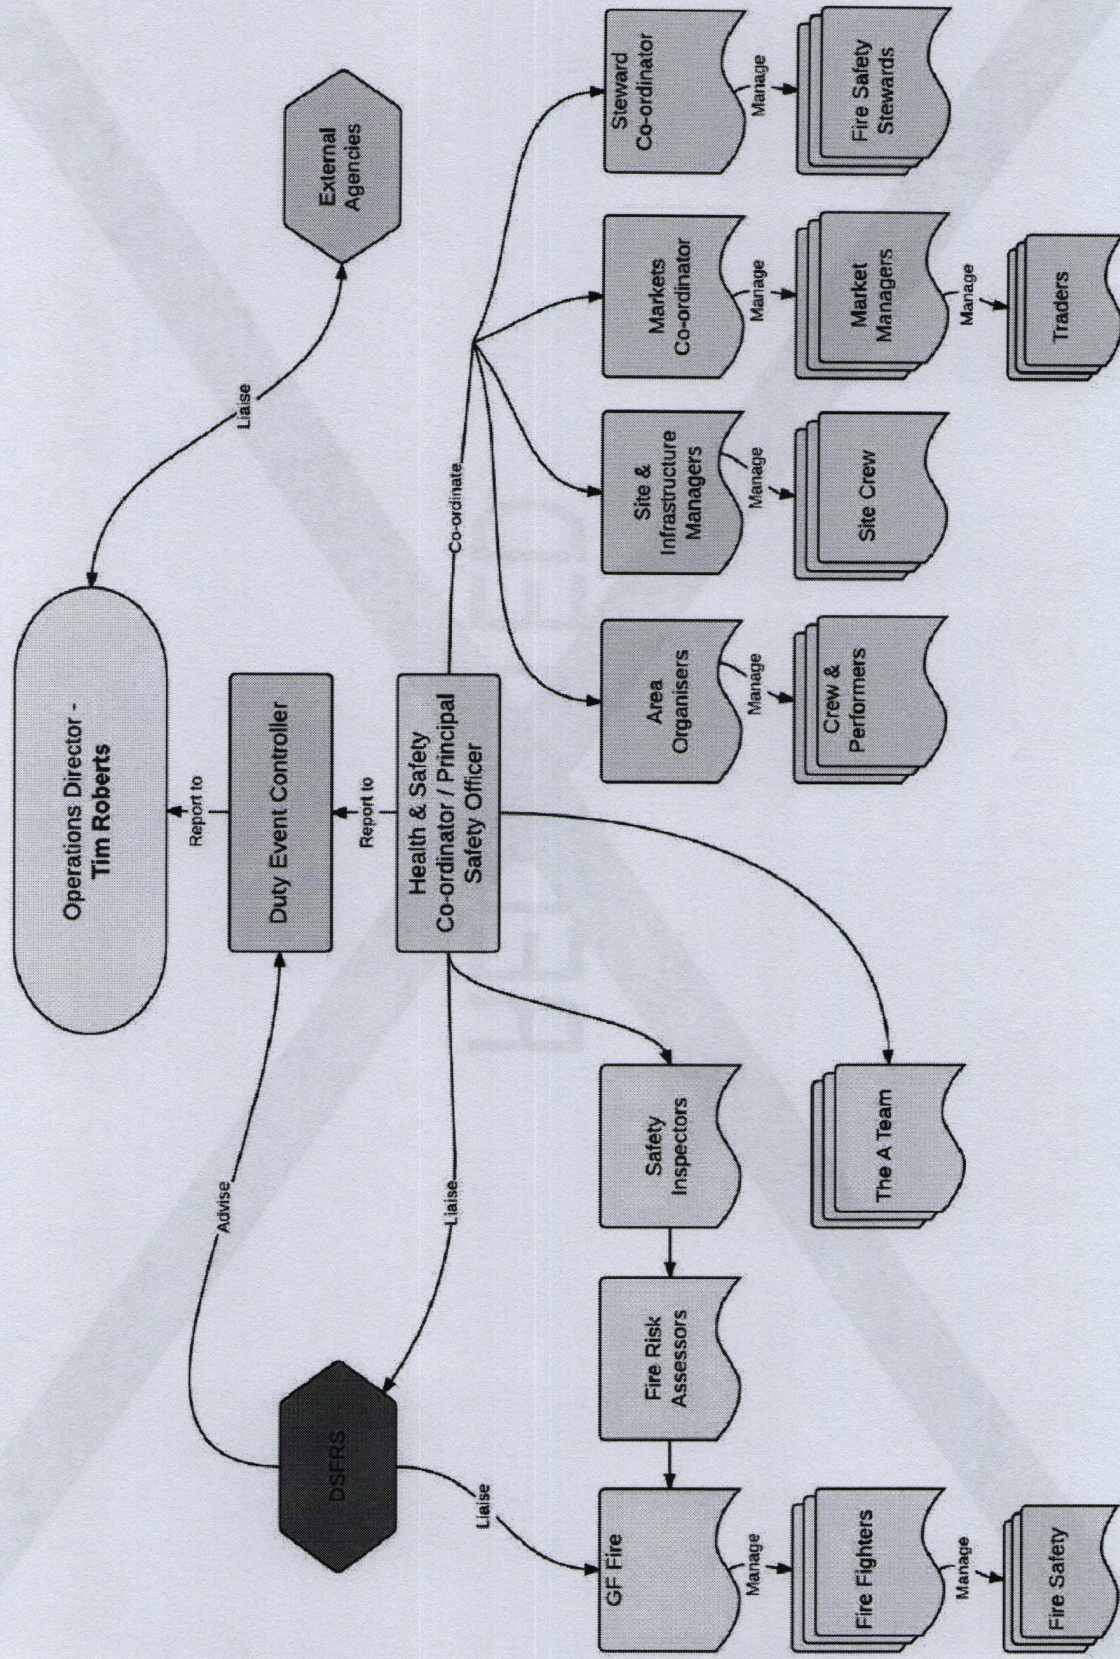 Operations Director -
Tim Roberts
External
Agencies
Liaise
Report to
Duty Event Controller
Advise
Report to
Health & Safety
Co-ordinator / Principal
Safety Officer
DSFRS
Liaise
Co-ordinate
Liaise
GF Fire
Fire Risk
Assessors
Safety
Inspectors
Area
Organisers
Site &
Infrastructure
Managers
Markets
Co-ordinator
Steward
Co-ordinator
Manage
Manage
Manage
Manage
Manage
Fire Fighters
The A Team
Crew &
Performers
Site Crew
Market
Managers
Fire Safety
Stewards
Manage
Manage
Fire Safety
Traders